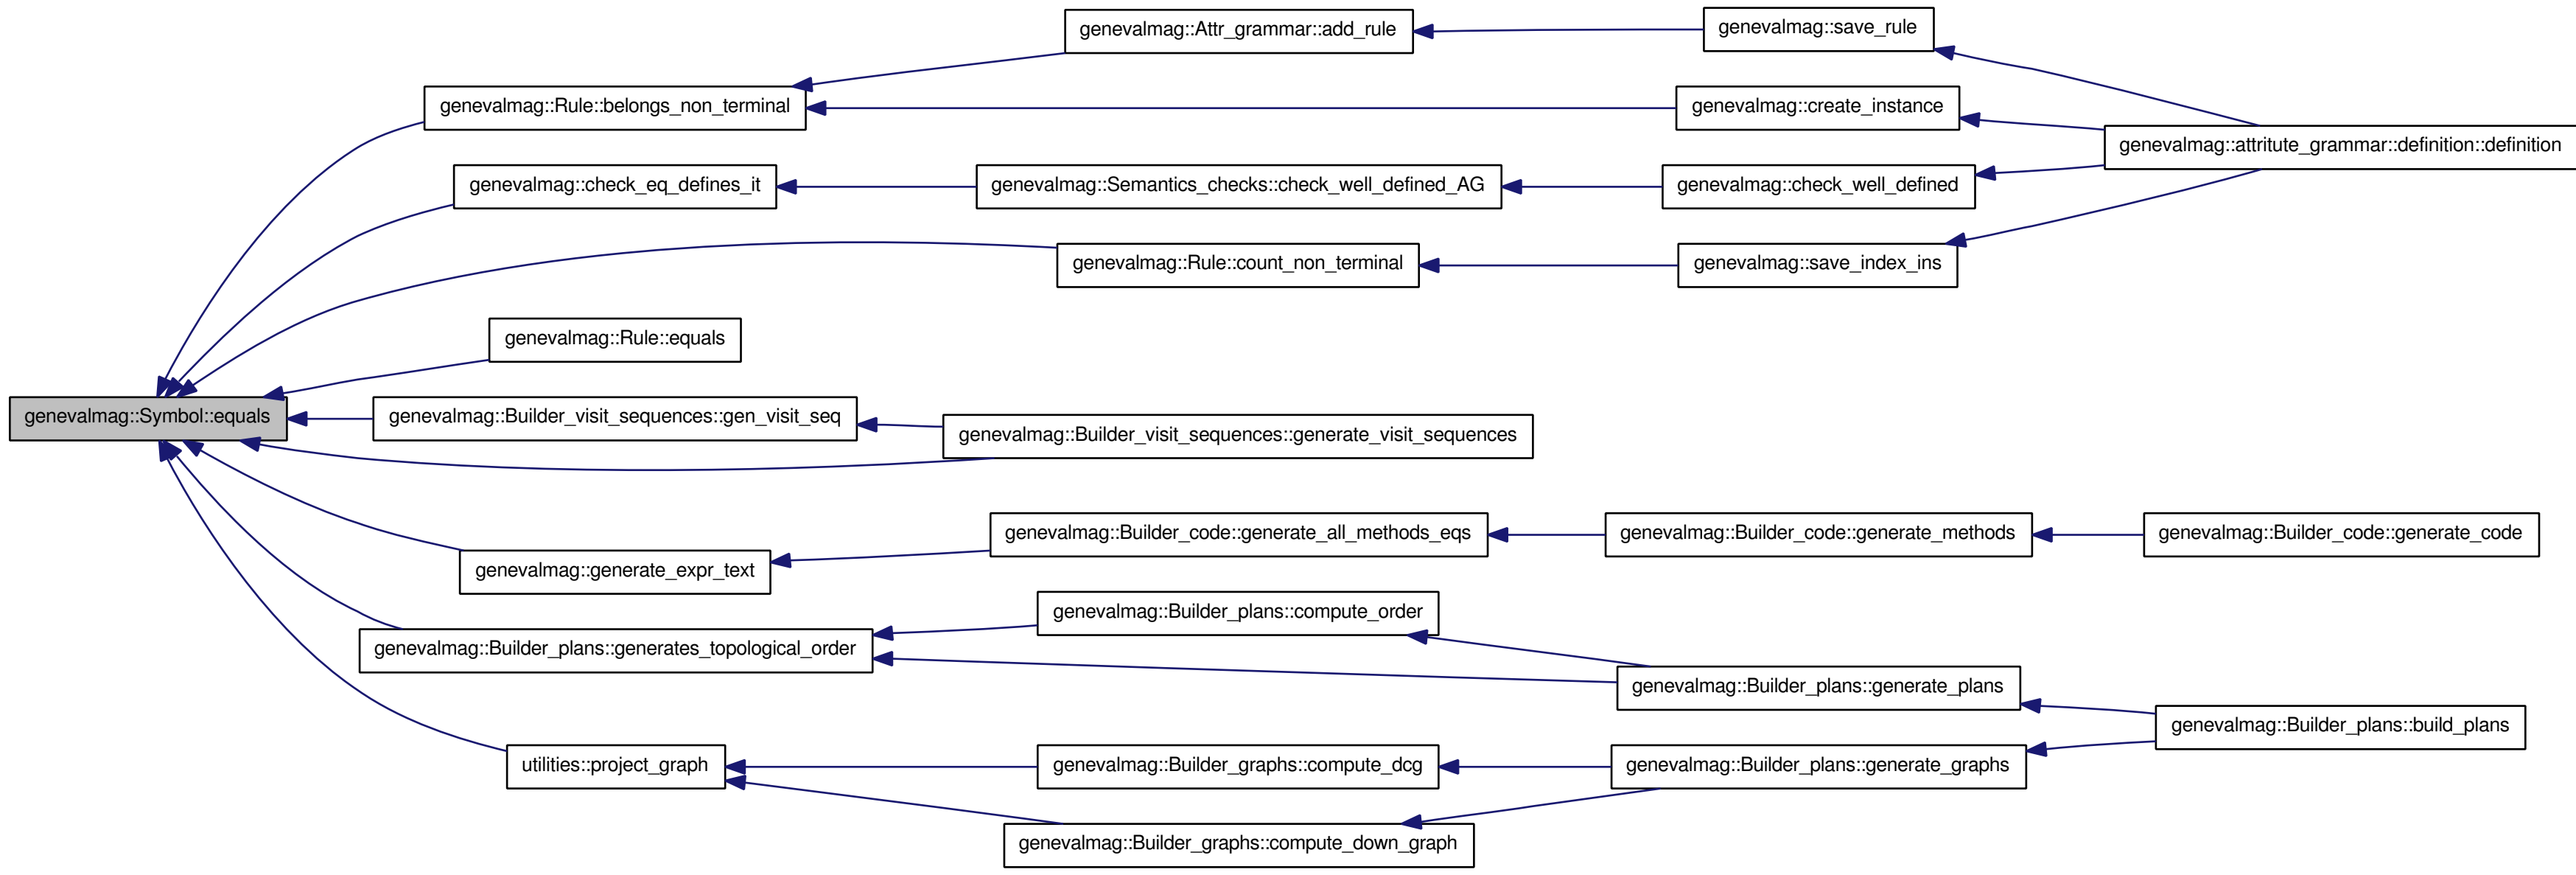 genevalmag::Attr_grammar::add_rule
genevalmag::save_rule
genevalmag::Rule::belongs_non_terminal
genevalmag::create_instance
genevalmag::attritute_grammar::definition::definition
genevalmag::check_eq_defines_it
genevalmag::Semantics_checks::check_well_defined_AG
genevalmag::check_well_defined
genevalmag::Rule::count_non_terminal
genevalmag::save_index_ins
genevalmag::Rule::equals
genevalmag::Symbol::equals
genevalmag::Builder_visit_sequences::gen_visit_seq
genevalmag::Builder_visit_sequences::generate_visit_sequences
genevalmag::Builder_code::generate_all_methods_eqs
genevalmag::Builder_code::generate_methods
genevalmag::Builder_code::generate_code
genevalmag::generate_expr_text
genevalmag::Builder_plans::compute_order
genevalmag::Builder_plans::generates_topological_order
genevalmag::Builder_plans::generate_plans
genevalmag::Builder_plans::build_plans
utilities::project_graph
genevalmag::Builder_graphs::compute_dcg
genevalmag::Builder_plans::generate_graphs
genevalmag::Builder_graphs::compute_down_graph